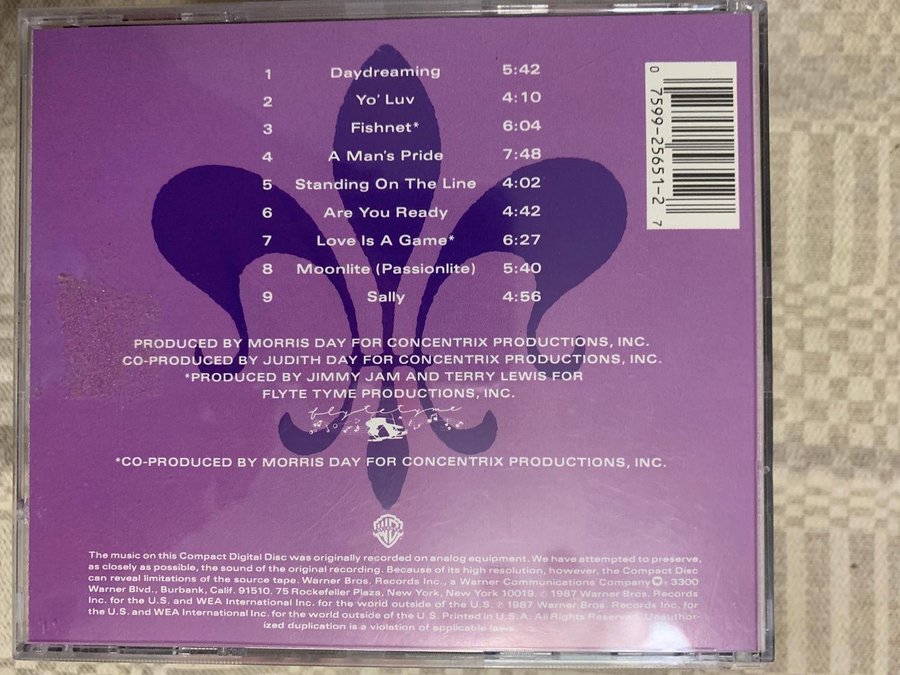 1 Daydreaming 5:42
2 Yo' Luv 4:10
3 Fishnet* 6:04
4 A Man's Pride 7:48
5 Standing On The Line 4:02
6 Are You Ready 4:42
7 Love Is A Game* 6:27
8 Moonlite (Passionlite) 5:40
9 Sally 4:56
0 7599-25651-2 7
PRODUCED BY MORRIS DAY FOR CONCENTRIX PRODUCTIONS, INC.
CO-PRODUCED BY JUDITH DAY FOR CONCENTRIX PRODUCTIONS, INC.
*PRODUCED BY JIMMY JAM AND TERRY LEWIS FOR
FLYTE TYME PRODUCTIONS, INC.
flytetyme
*CO-PRODUCED BY MORRIS DAY FOR CONCENTRIX PRODUCTIONS, INC.
The music on this Compact Digital Disc was originally recorded on analog equipment. We have attempted to preserve,
as closely as possible, the sound of the original recording. Because of its high resolution, however, the Compact Disc
can reveal limitations of the source tape. Warner Bros. Records Inc., a Warner Communications Company 3300
Warner Blvd., Burbank, Calif. 91510. 75 Rockefeller Plaza, New York, New York 10019. © 1987 Warner Bros. Records
Inc. for the U.S. and WEA International Inc. for the world outside of the U.S. ℗ 1987 Warner Bros. Records Inc. for
the U.S. and WEA International Inc. for the world outside of the U.S. Printed in U.S.A. All Rights Reserved. Unauthor-
ized duplication is a violation of applicable laws.